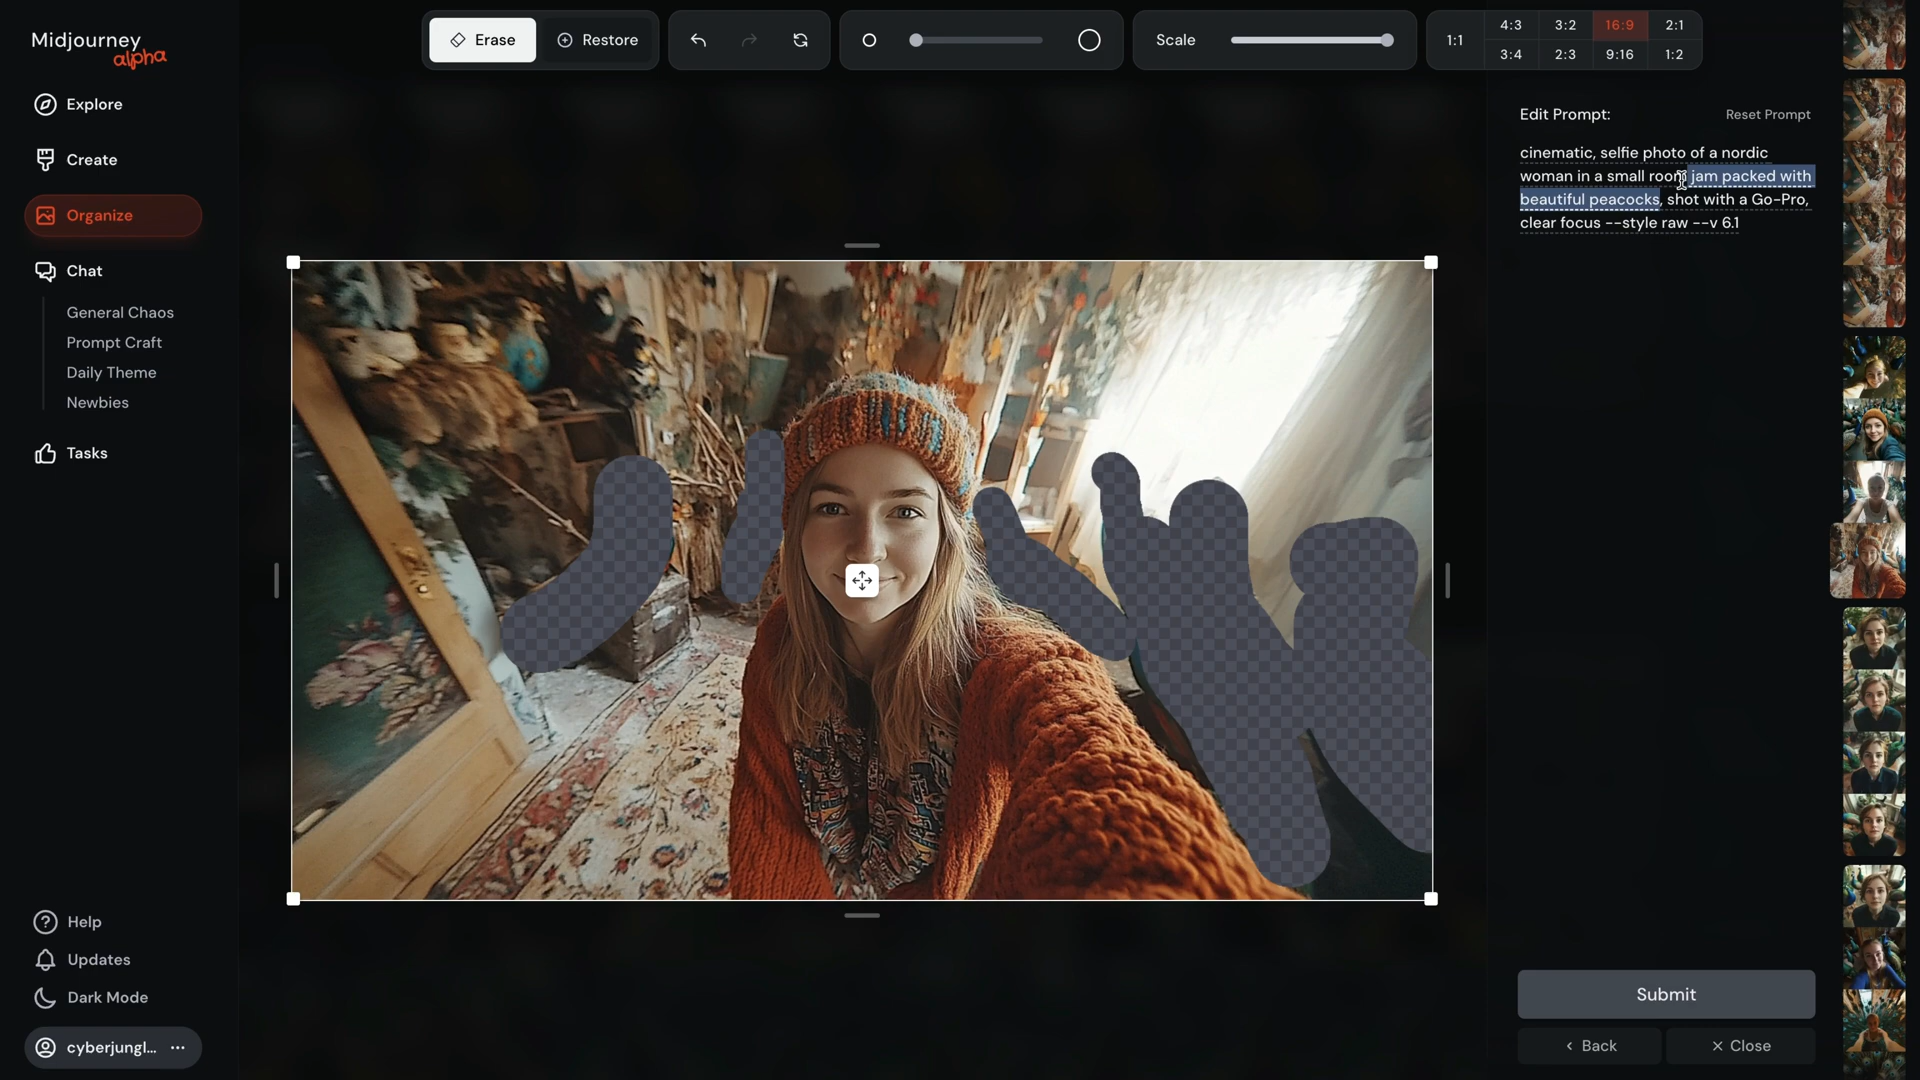 Midjourney
alpha
Explore
Create
Organize
Chat
General Chaos
Prompt Craft
Daily Theme
Newbies
Tasks
Help
Updates
Dark Mode
cyberjungl... ...
Erase
Restore
Scale
1:1
4:3 3:2 16:9 2:1
3:4 2:3 9:16 1:2
Edit Prompt:
Reset Prompt
cinematic, selfie photo of a nordic
woman in a small room jam packed with
beautiful peacocks, shot with a Go-Pro,
clear focus --style raw --v 6.1
Submit
Back
Close